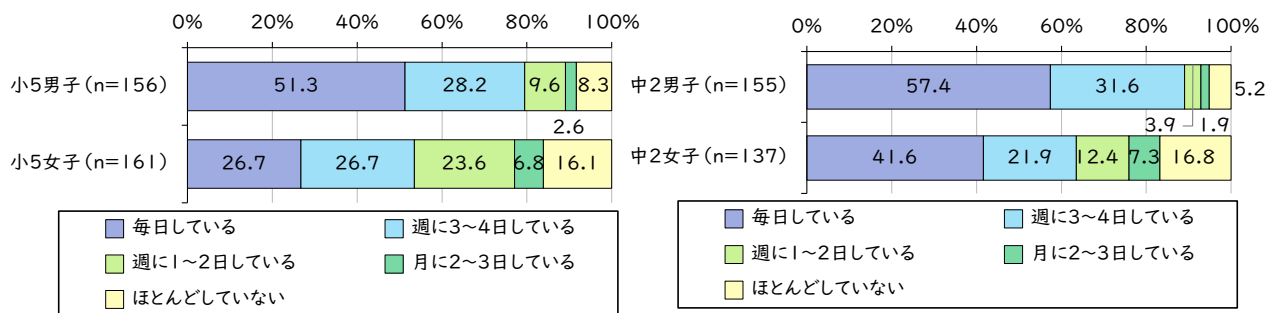 0% 20% 40% 60% 80% 100%
小5男子(n=156) 51.3 28.2 9.6 8.3
2.6
小5女子(n=161) 26.7 26.7 23.6 6.8 16.1
毎日している 週に3~4日している
週に1~2日している 月に2~3日している
ほとんどしていない
0% 20% 40% 60% 80% 100%
中2男子(n=155) 57.4 31.6 5.2
3.9 1.9
中2女子(n=137) 41.6 21.9 12.4 7.3 16.8
毎日している 週に3~4日している
週に1~2日している 月に2~3日している
ほとんどしていない